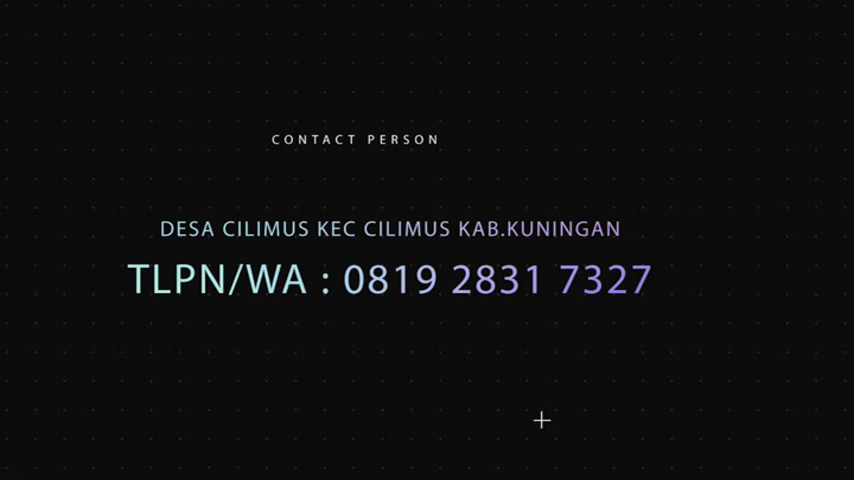 CONTACT PERSON
DESA CILIMUS KEC CILIMUS KAB.KUNINGAN
TLPN/WA : 0819 2831 7327